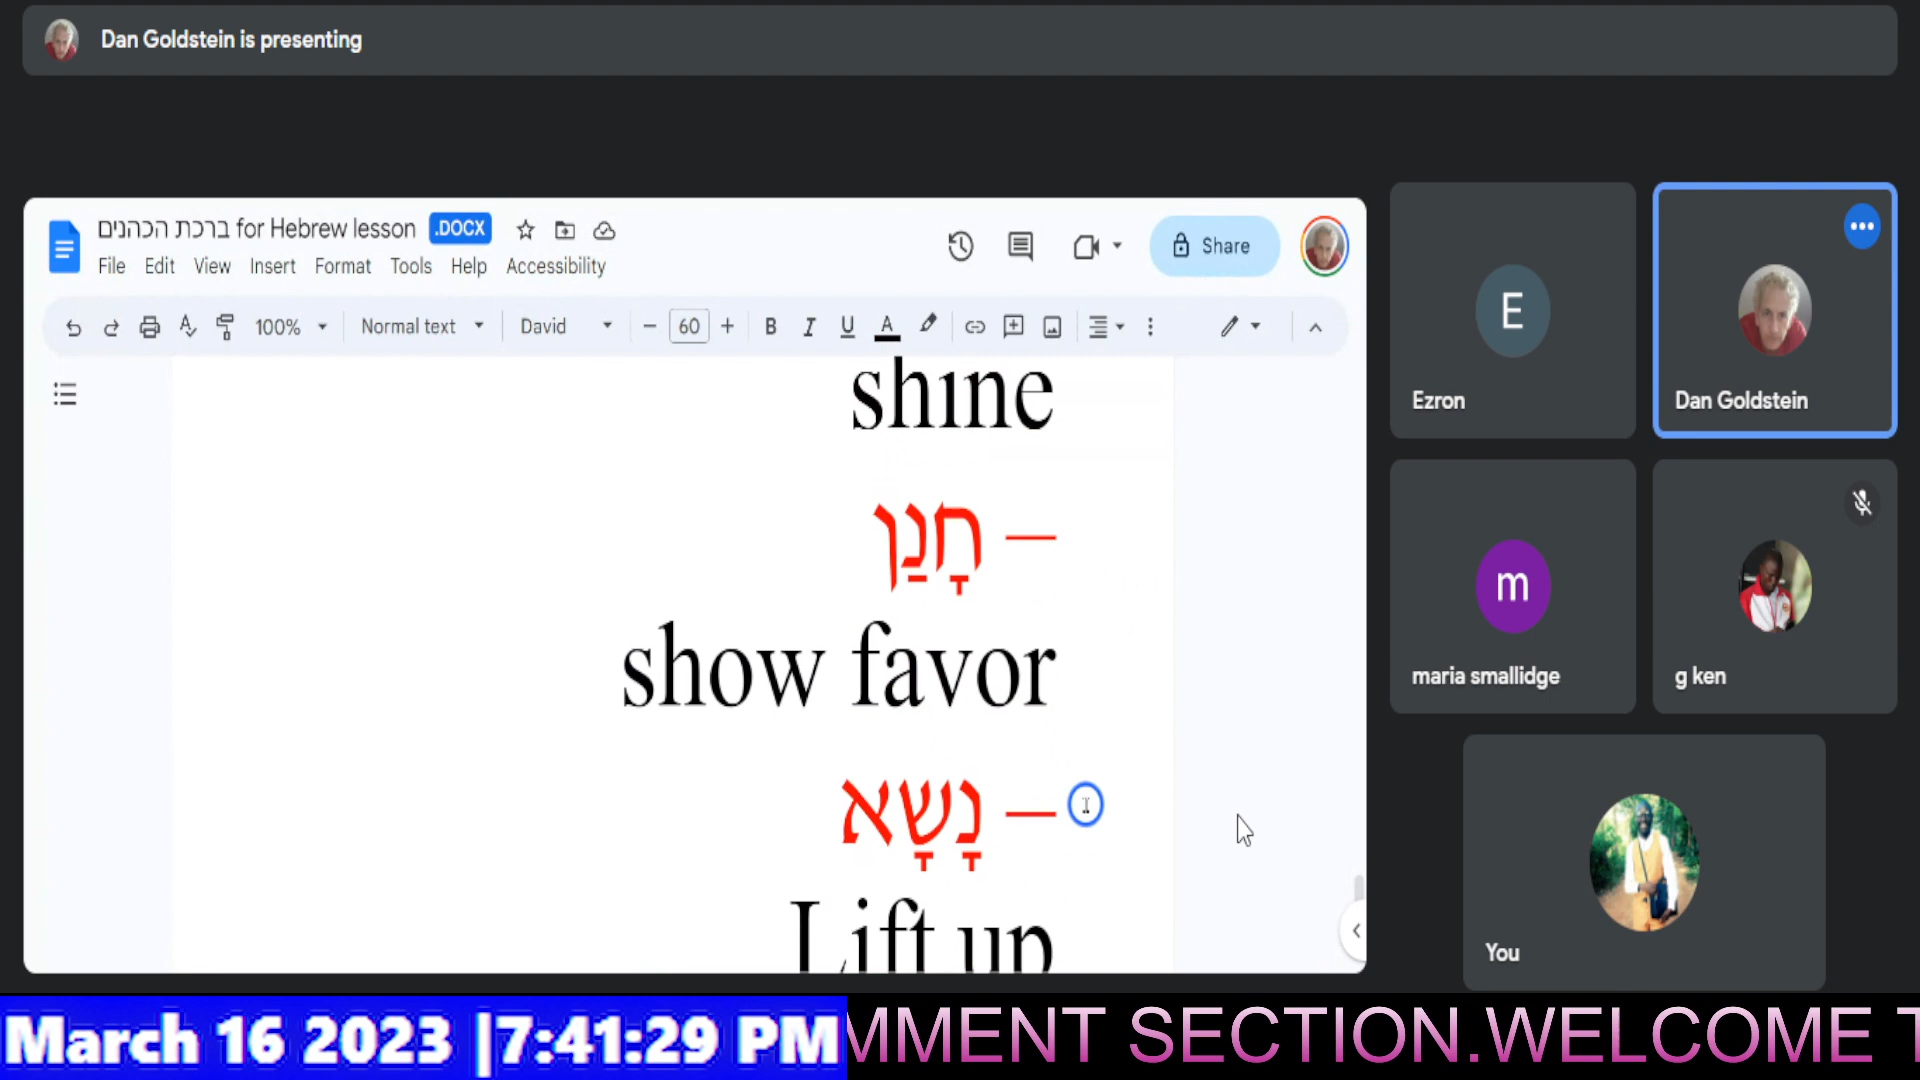 Dan Goldstein is presenting
ברכת הכהנים for Hebrew lesson .DOCX
Share
File Edit View Insert Format Tools Help Accessibility
100% Normal text David 60 B I U A
shine
חָנַן –
show favor
נָשָׂא –
Lift up
E
Ezron
Dan Goldstein
m
maria smallidge
g ken
You
March 16 2023 |7:41:29 PM
MMENT SECTION.WELCOME T